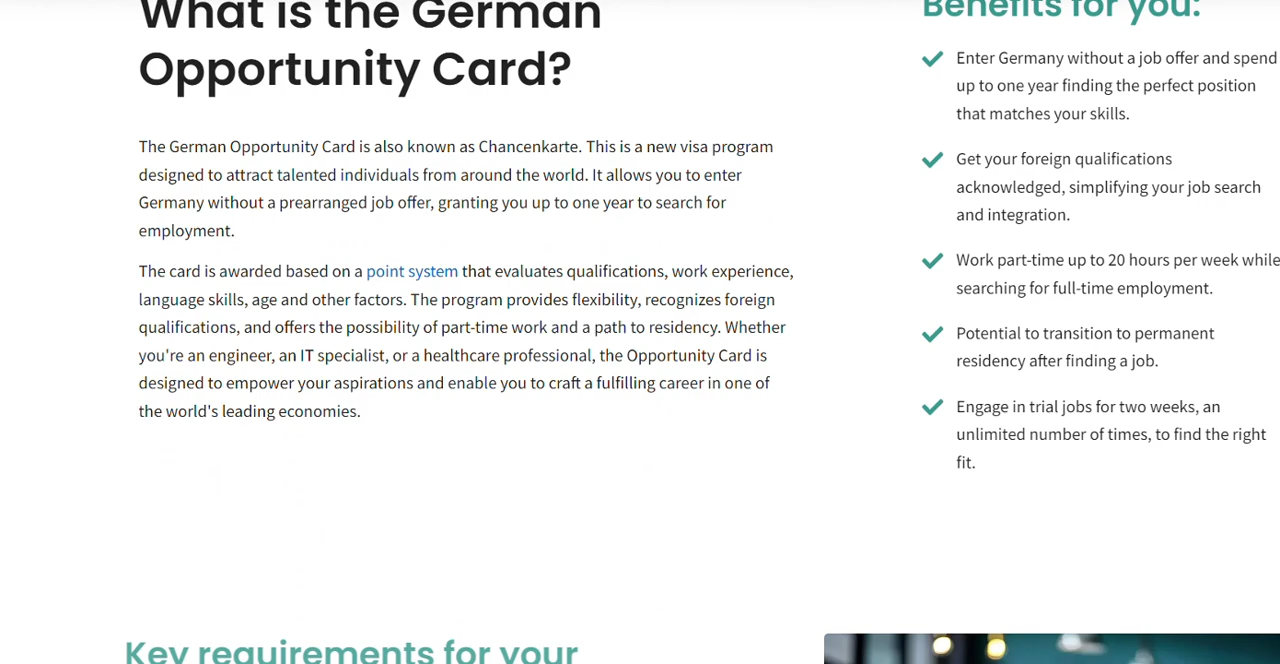 What is the German
Opportunity Card?
The German Opportunity Card is also known as Chancenkarte. This is a new visa program
designed to attract talented individuals from around the world. It allows you to enter
Germany without a prearranged job offer, granting you up to one year to search for
employment.
The card is awarded based on a point system that evaluates qualifications, work experience,
language skills, age and other factors. The program provides flexibility, recognizes foreign
qualifications, and offers the possibility of part-time work and a path to residency. Whether
you're an engineer, an IT specialist, or a healthcare professional, the Opportunity Card is
designed to empower your aspirations and enable you to craft a fulfilling career in one of
the world's leading economies.
Benefits for you:
Enter Germany without a job offer and spend
up to one year finding the perfect position
that matches your skills.
Get your foreign qualifications
acknowledged, simplifying your job search
and integration.
Work part-time up to 20 hours per week while
searching for full-time employment.
Potential to transition to permanent
residency after finding a job.
Engage in trial jobs for two weeks, an
unlimited number of times, to find the right
fit.
Key requirements for your